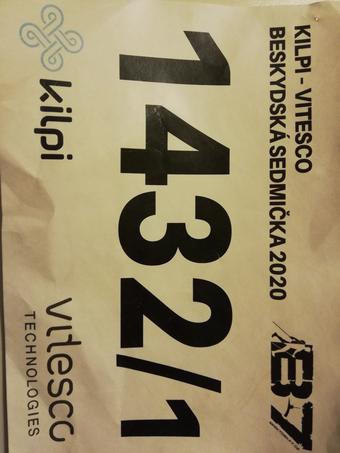 KILPI - VITESCO
BESKYDSKÁ SEDMIČKA 2020
B7
1432/1
kilpi
vitesco
TECHNOLOGIES